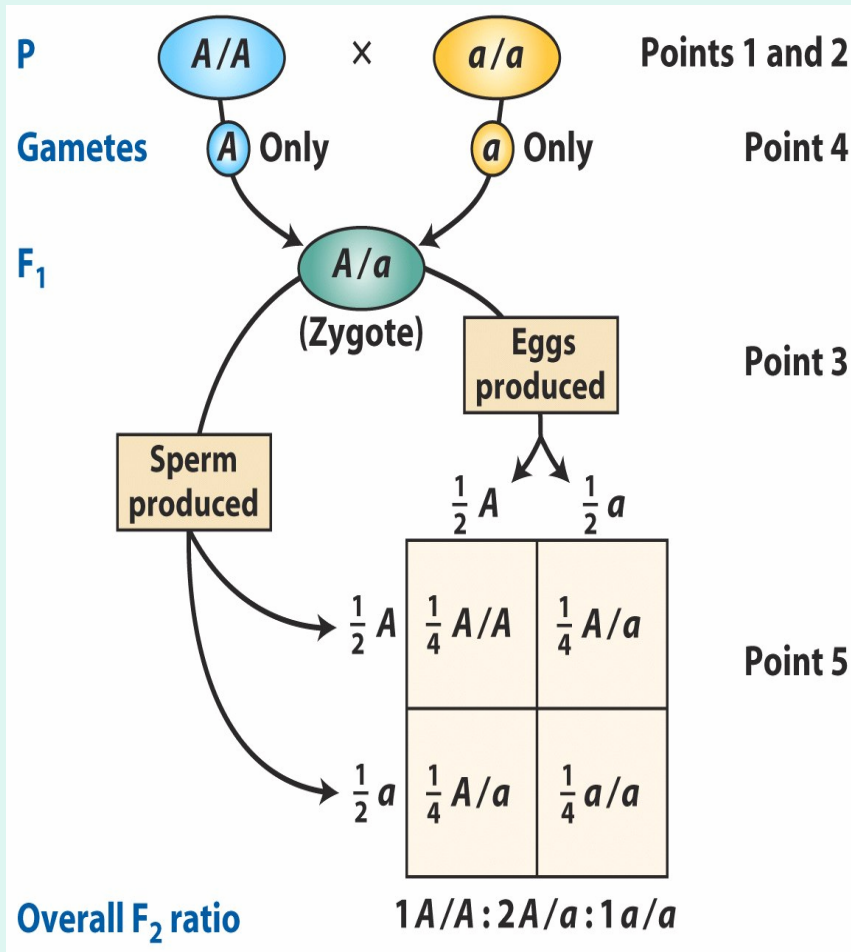 P A/A × a/a Points 1 and 2
Gametes A Only a Only Point 4
F₁ A/a
(Zygote)
Eggs
produced
Point 3
Sperm
produced
1/2 A 1/2 a
1/2 A 1/4 A/A 1/4 A/a
Point 5
1/2 a 1/4 A/a 1/4 a/a
Overall F₂ ratio 1A/A:2A/a:1a/a